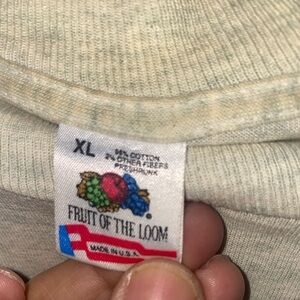 XL
98% COTTON
2% OTHER FIBERS
PRESHRUNK
FRUIT OF THE LOOM®
MADE IN U.S.A.